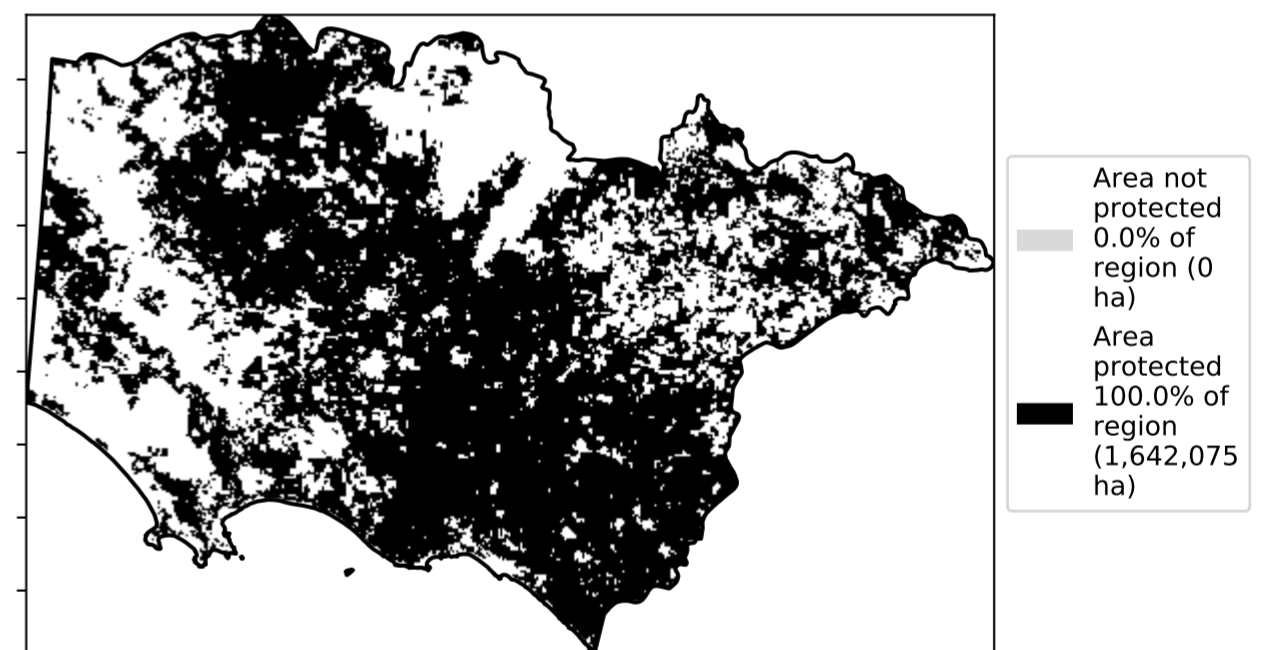 Area not
protected
0.0% of
region (0
ha)
Area
protected
100.0% of
region
(1,642,075
ha)